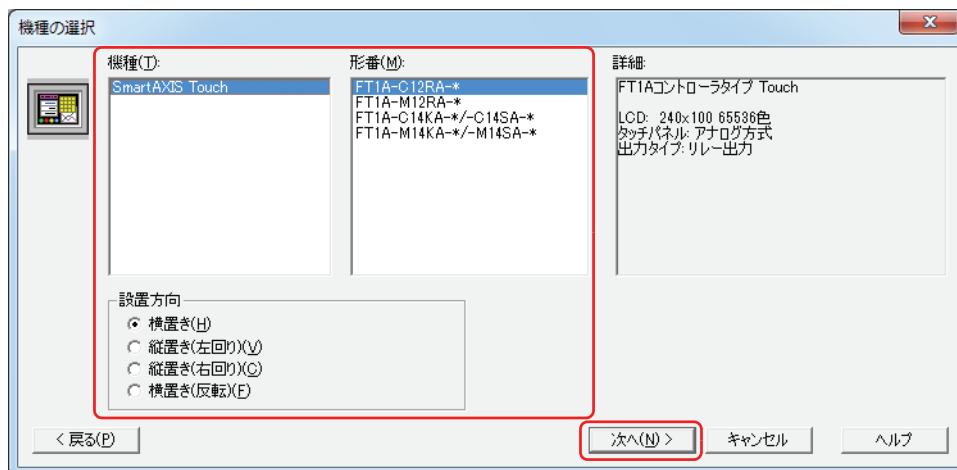 機種の選択
機種(T):
SmartAXIS Touch
形番(M):
FT1A-C12RA-*
FT1A-M12RA-*
FT1A-C14KA-*/-C14SA-*
FT1A-M14KA-*/-M14SA-*
詳細:
FT1Aコントローラタイプ Touch
LCD: 240x100 65536色
タッチパネル: アナログ方式
出力タイプ: リレー出力
設置方向
横置き(H)
縦置き(左回り)(V)
縦置き(右回り)(C)
横置き(反転)(F)
< 戻る(P)
次へ(N) >
キャンセル
ヘルプ